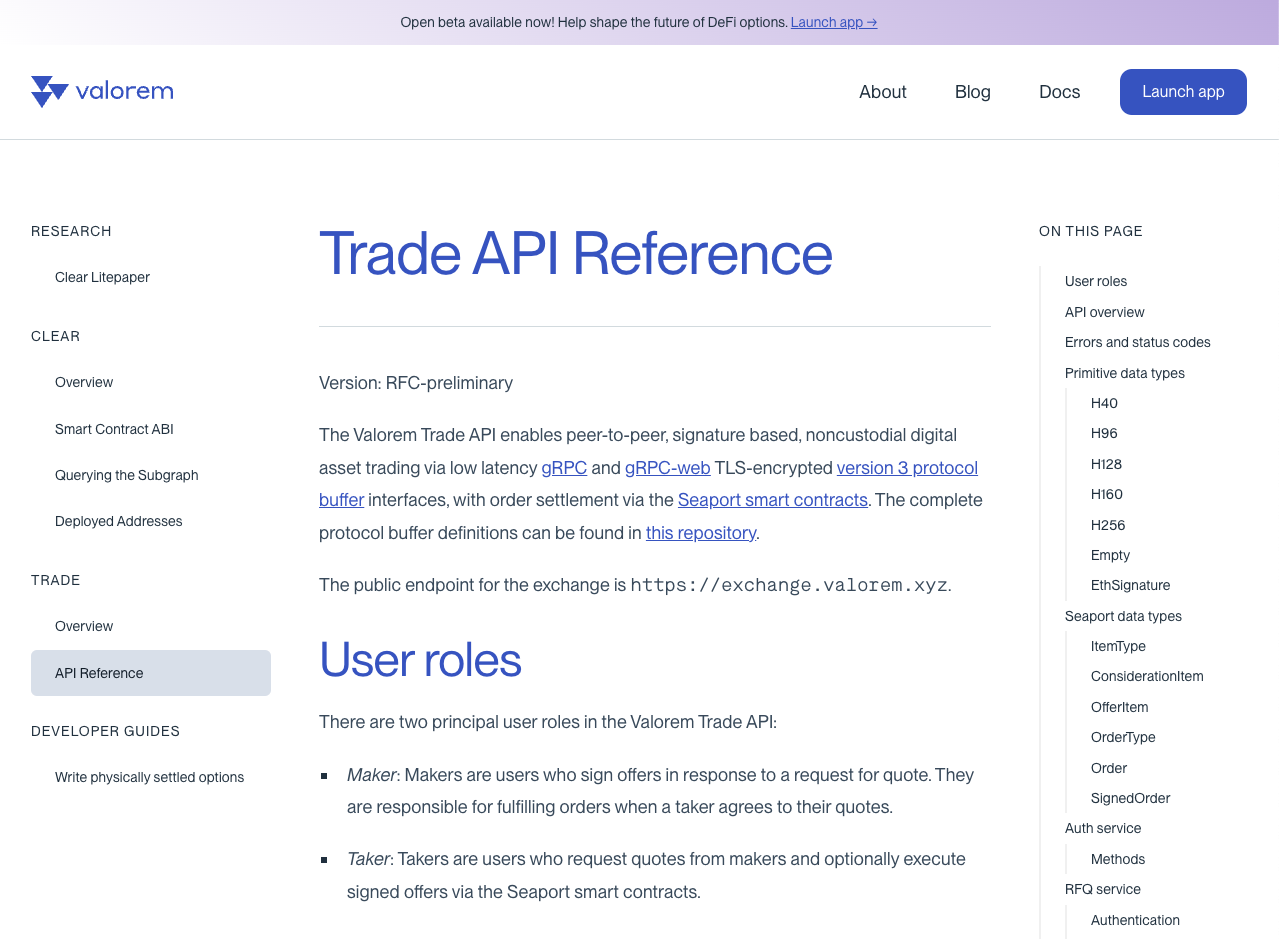 Open beta available now! Help shape the future of DeFi options. Launch app →
valorem
About
Blog
Docs
Launch app
RESEARCH
Clear Litepaper
CLEAR
Overview
Smart Contract ABI
Querying the Subgraph
Deployed Addresses
TRADE
Overview
API Reference
DEVELOPER GUIDES
Write physically settled options
Trade API Reference
Version: RFC-preliminary
The Valorem Trade API enables peer-to-peer, signature based, noncustodial digital
asset trading via low latency gRPC and gRPC-web TLS-encrypted version 3 protocol
buffer interfaces, with order settlement via the Seaport smart contracts. The complete
protocol buffer definitions can be found in this repository.
The public endpoint for the exchange is https://exchange.valorem.xyz.
User roles
There are two principal user roles in the Valorem Trade API:
Maker: Makers are users who sign offers in response to a request for quote. They
are responsible for fulfilling orders when a taker agrees to their quotes.
Taker: Takers are users who request quotes from makers and optionally execute
signed offers via the Seaport smart contracts.
ON THIS PAGE
User roles
API overview
Errors and status codes
Primitive data types
H40
H96
H128
H160
H256
Empty
EthSignature
Seaport data types
ItemType
ConsiderationItem
OfferItem
OrderType
Order
SignedOrder
Auth service
Methods
RFQ service
Authentication